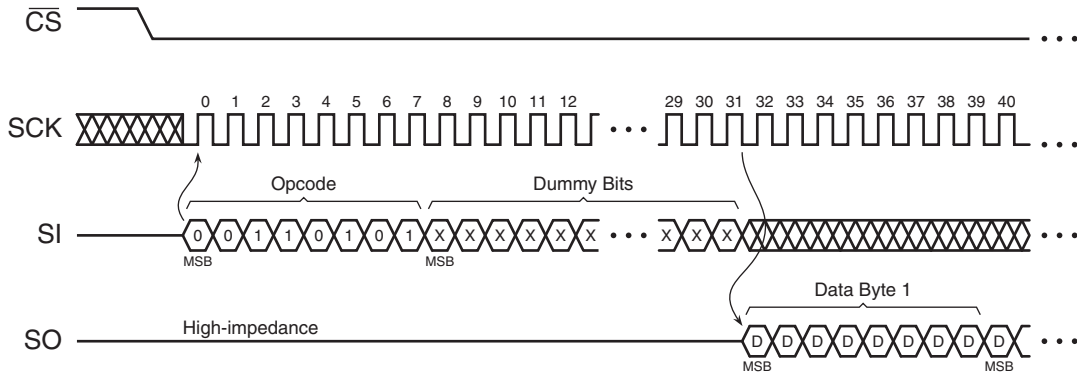 CS
• • •
SCK 0 1 2 3 4 5 6 7 8 9 10 11 12 • • • 29 30 31 32 33 34 35 36 37 38 39 40 • • •
Opcode Dummy Bits
SI 0 0 1 1 0 1 0 1 X X X X X X • • • X X X • • •
MSB MSB
Data Byte 1
High-impedance
SO D D D D D D D D D • • •
MSB MSB